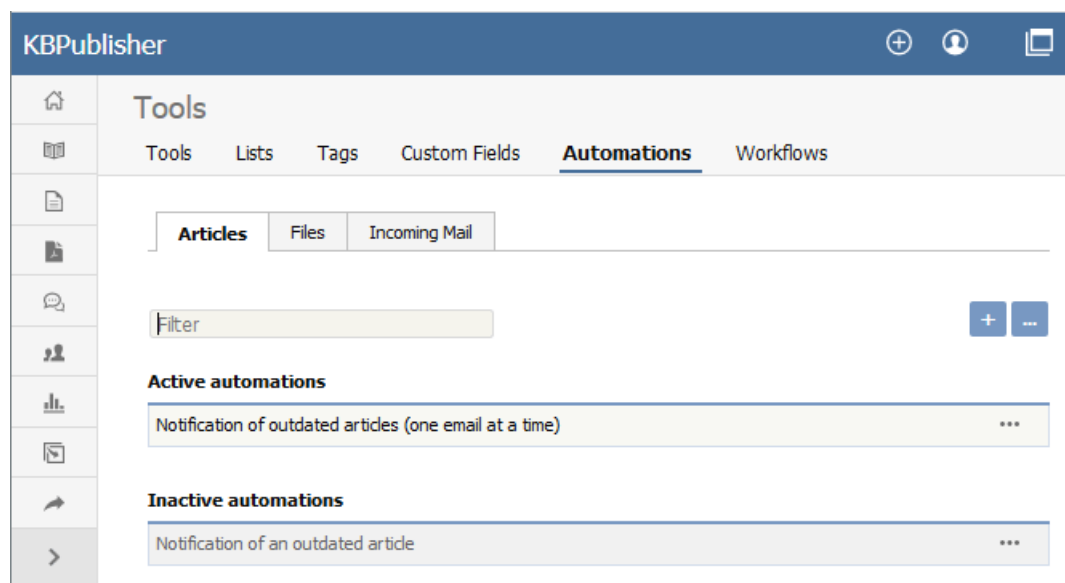 KBPublisher
Tools
Tools Lists Tags Custom Fields Automations Workflows
Articles Files Incoming Mail
Filter
+ ...
Active automations
Notification of outdated articles (one email at a time) •••
Inactive automations
Notification of an outdated article •••